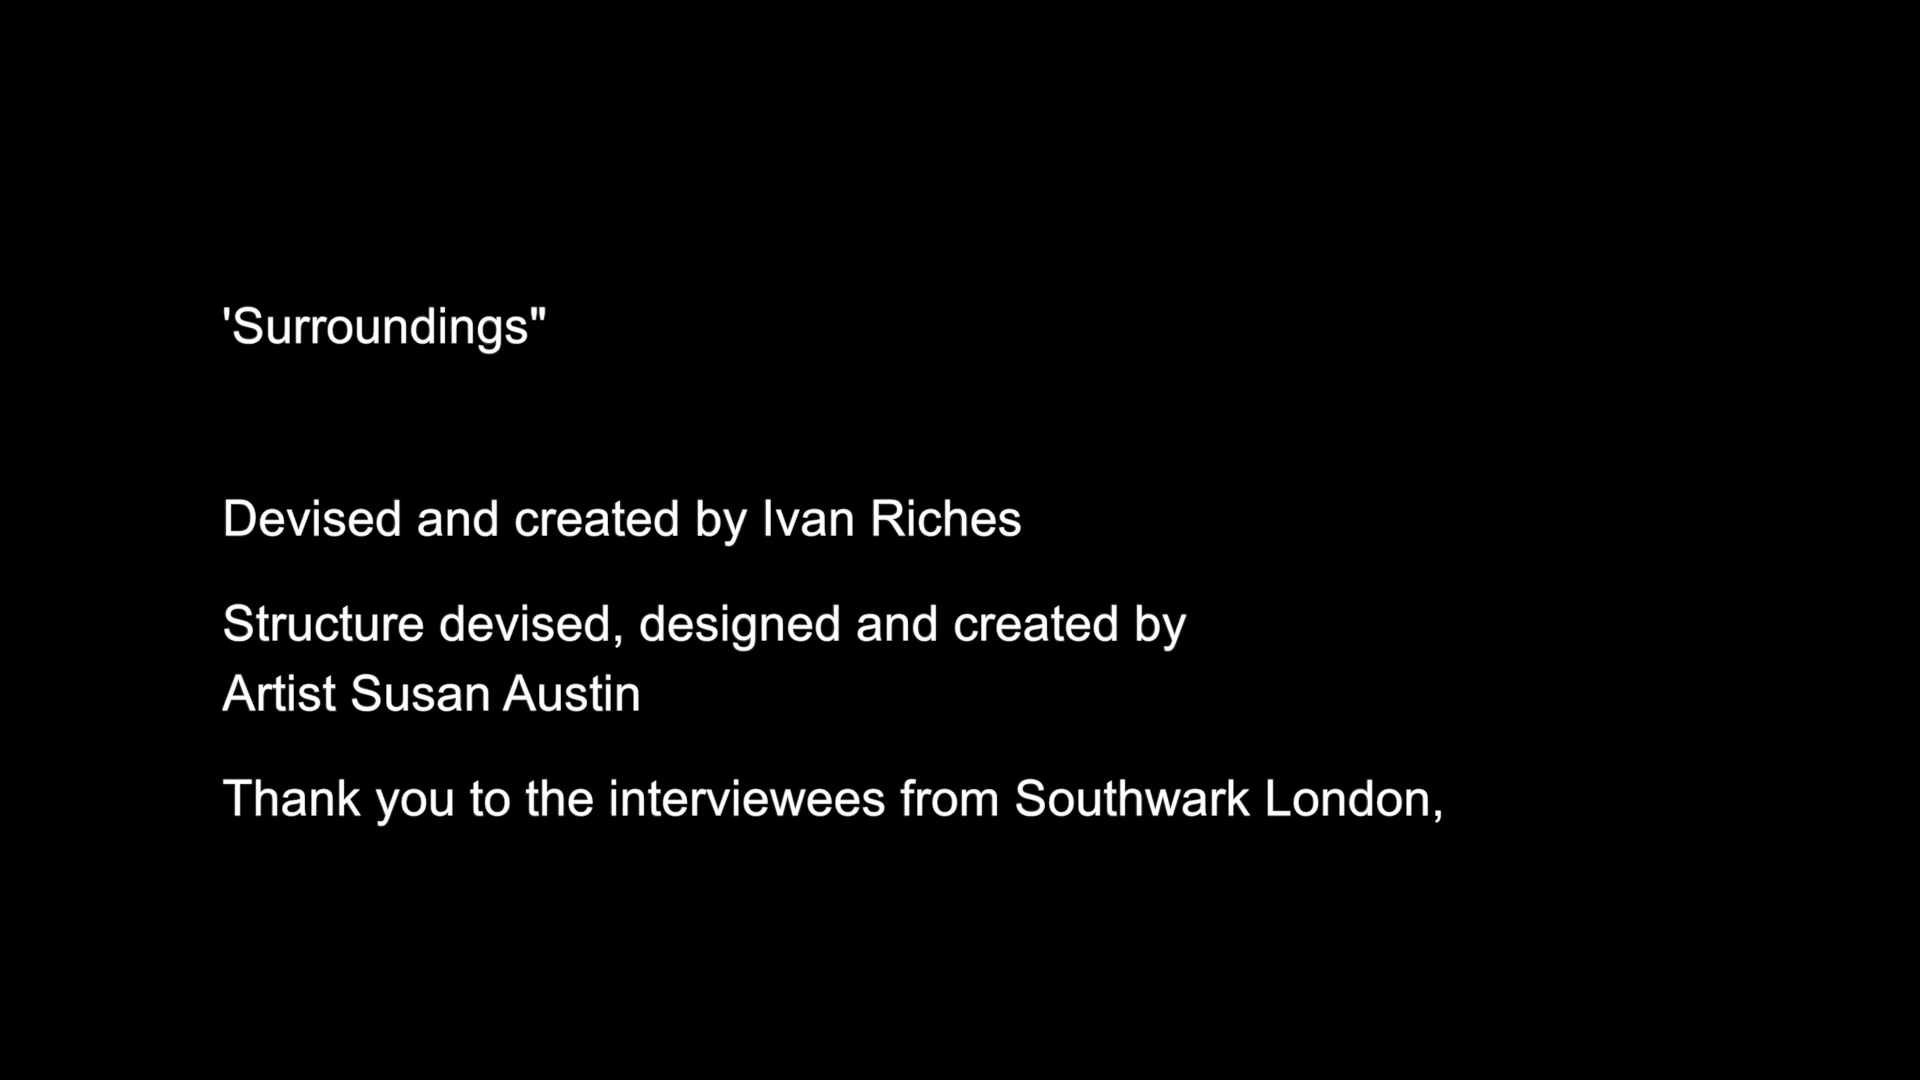 'Surroundings"
Devised and created by Ivan Riches
Structure devised, designed and created by
Artist Susan Austin
Thank you to the interviewees from Southwark London,